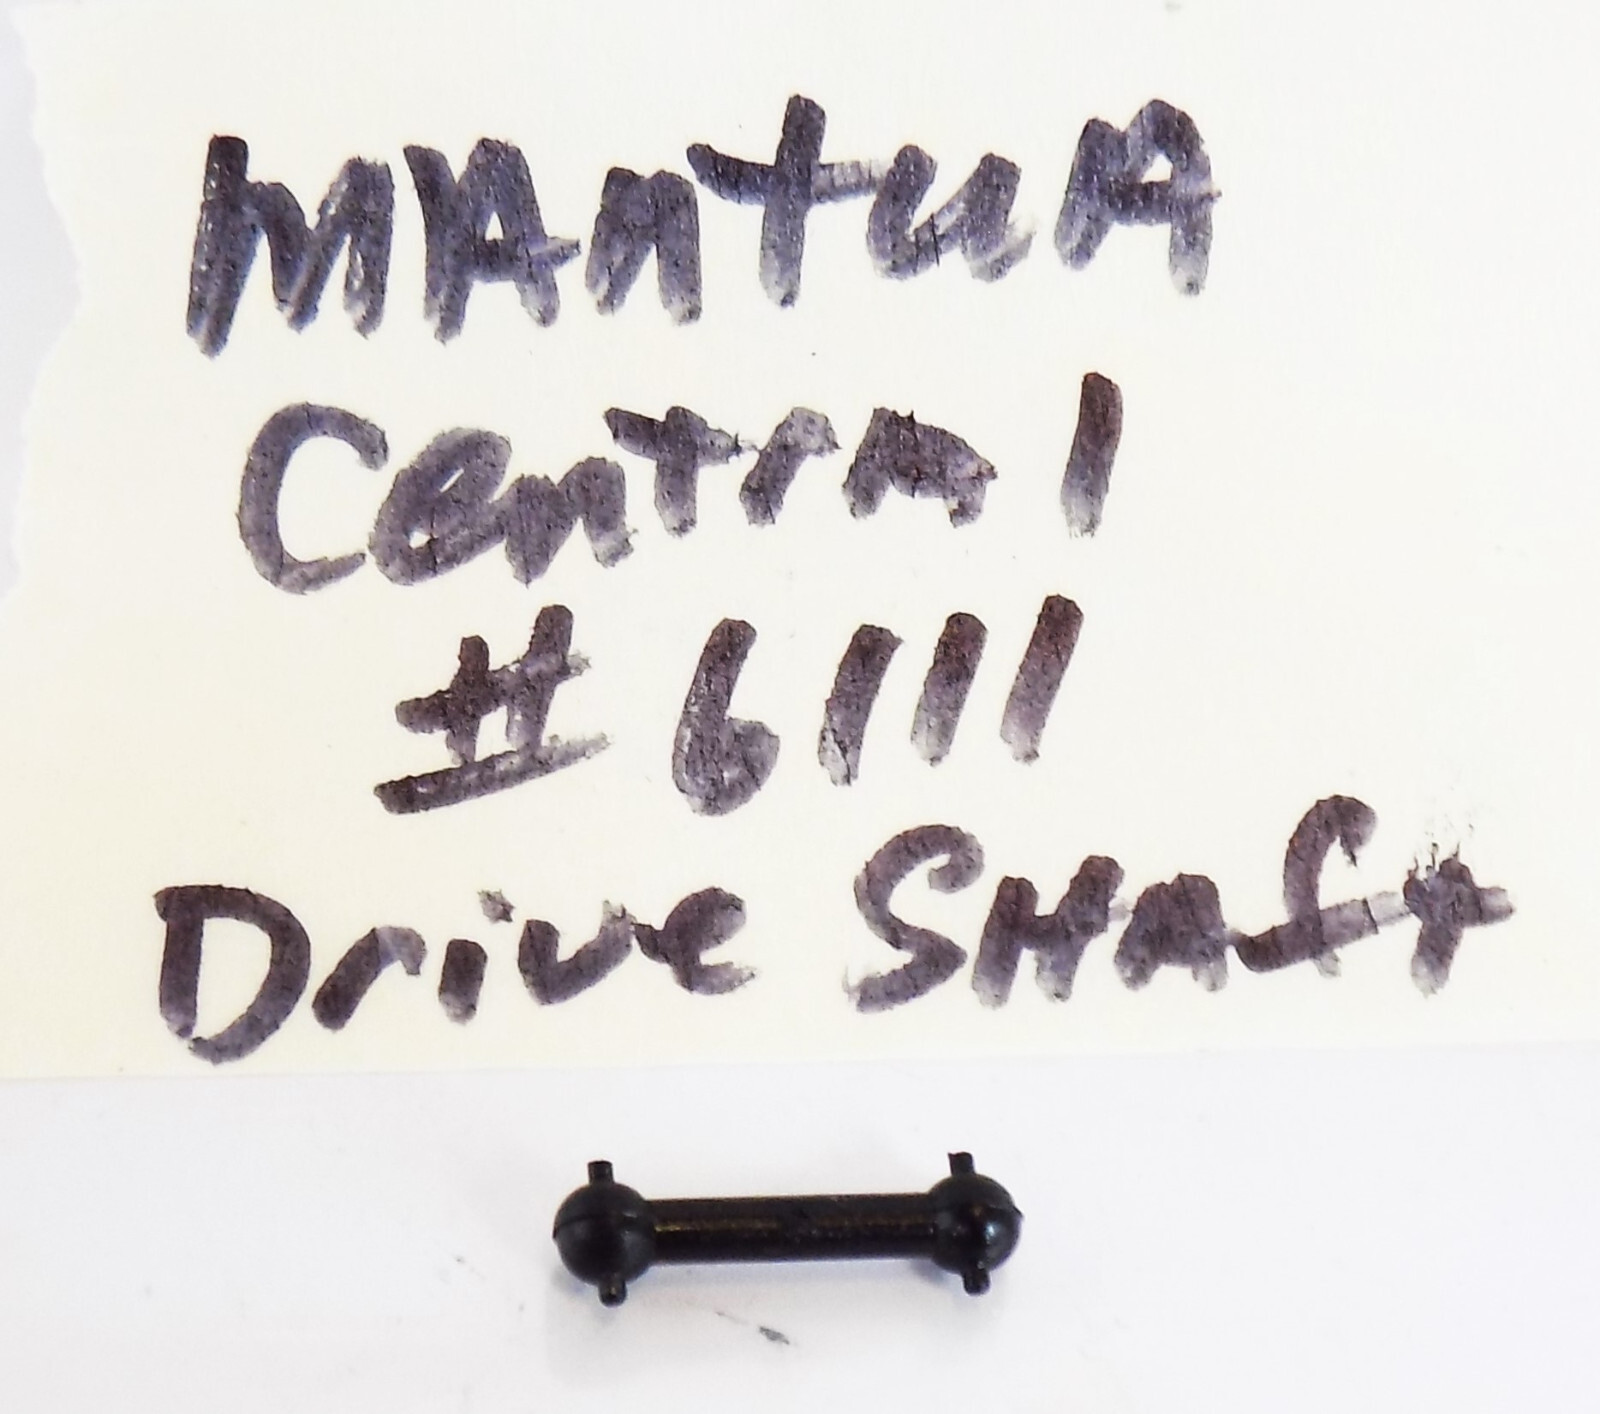 MAntuA
Central
# 6111
Drive SHaft